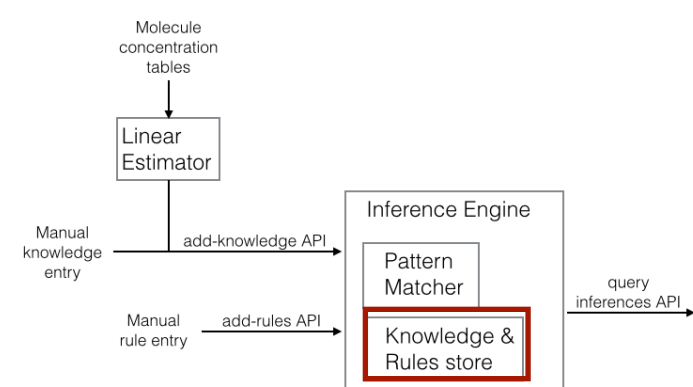 Molecule
concentration
tables
Linear
Estimator
Manual
knowledge
entry
add-knowledge API
Inference Engine
Pattern
Matcher
query
inferences API
Manual
rule entry
add-rules API
Knowledge &
Rules store